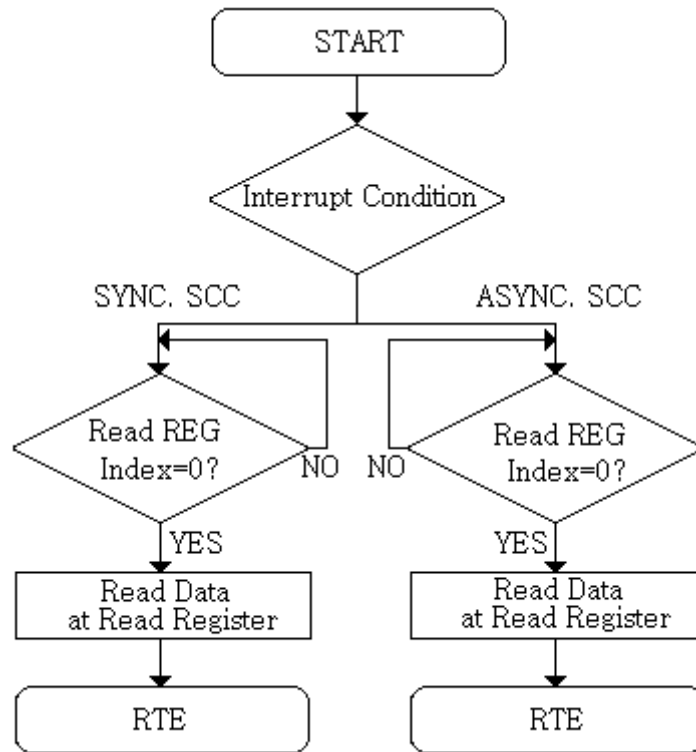 START
Interrupt Condition
SYNC. SCC
ASYNC. SCC
Read REG
Index=0?
NO
YES
Read Data
at Read Register
RTE
Read REG
Index=0?
NO
YES
Read Data
at Read Register
RTE